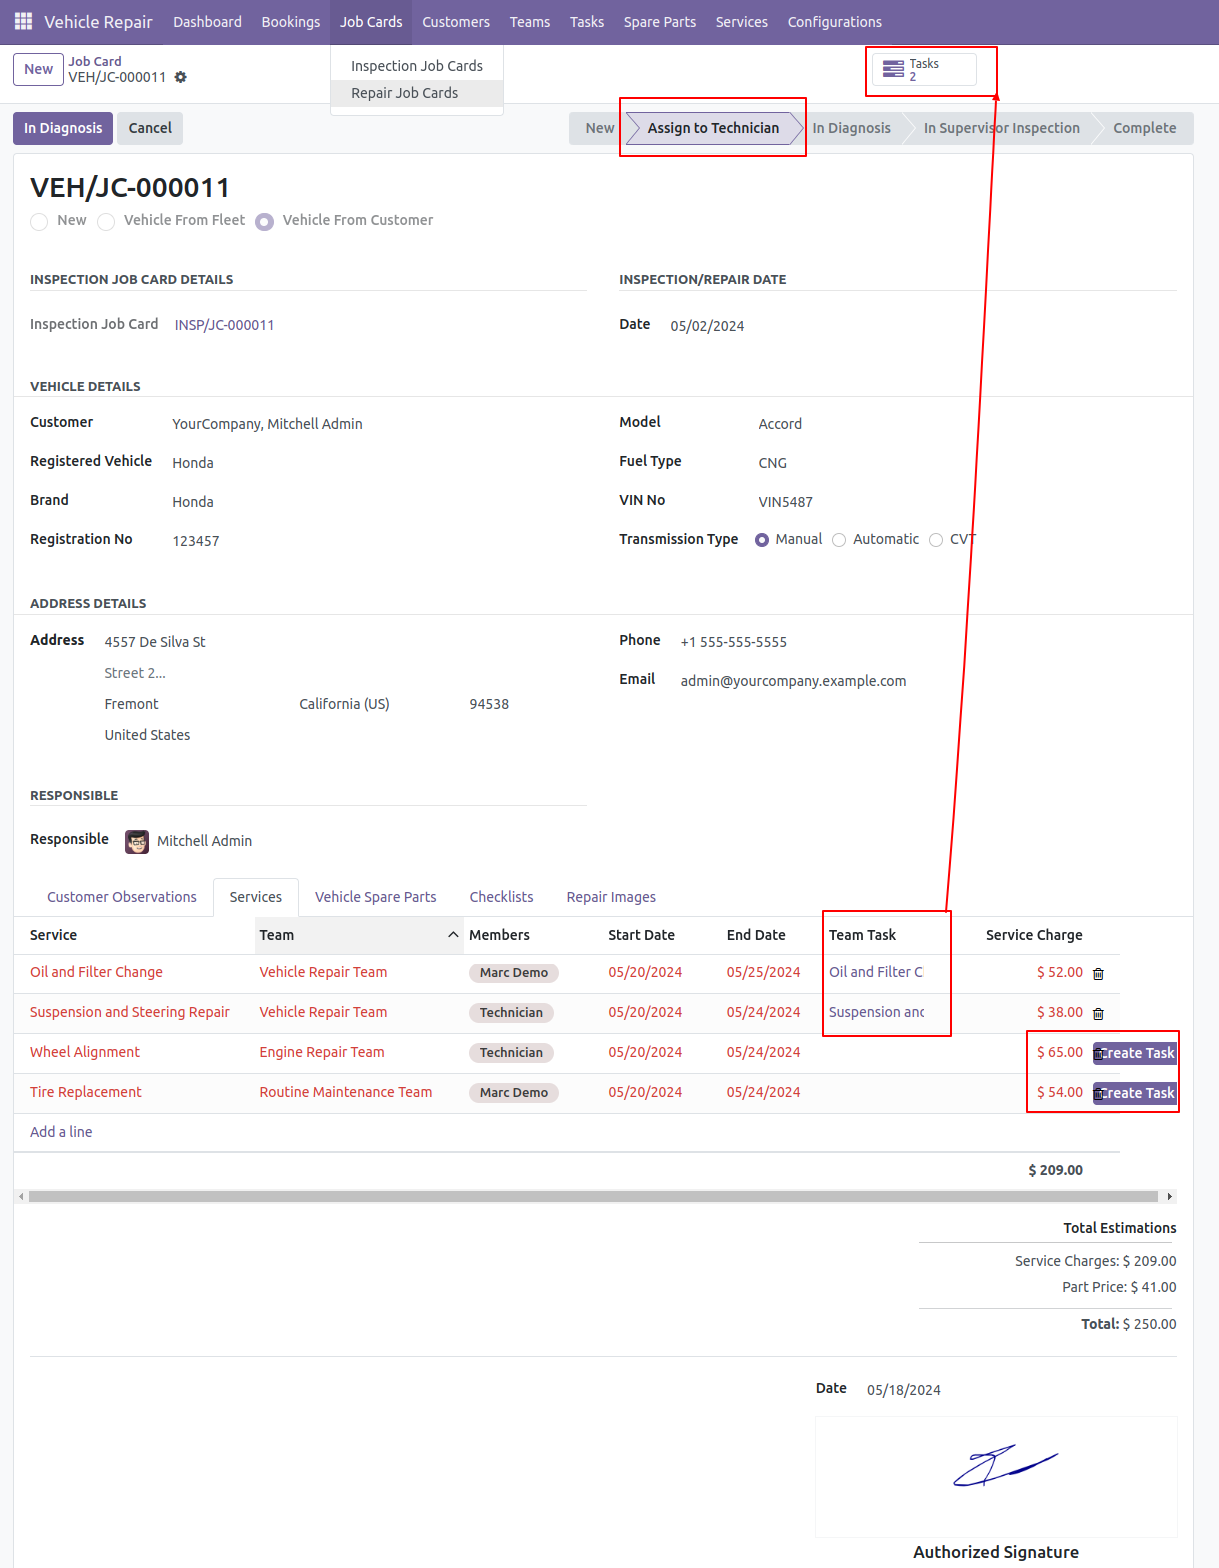 Vehicle Repair Dashboard Bookings Job Cards Customers Teams Tasks Spare Parts Services Configurations
New Job Card
VEH/JC-000011
Inspection Job Cards
Repair Job Cards
Tasks
2
In Diagnosis Cancel New Assign to Technician In Diagnosis In Supervisor Inspection Complete
VEH/JC-000011
New Vehicle From Fleet Vehicle From Customer
INSPECTION JOB CARD DETAILS INSPECTION/REPAIR DATE
Inspection Job Card INSP/JC-000011 Date 05/02/2024
VEHICLE DETAILS
Customer YourCompany, Mitchell Admin Model Accord
Registered Vehicle Honda Fuel Type CNG
Brand Honda VIN No VIN5487
Registration No 123457 Transmission Type Manual Automatic CVT
ADDRESS DETAILS
Address 4557 De Silva St Phone +1 555-555-5555
Street 2...
Email admin@yourcompany.example.com
Fremont California (US) 94538
United States
RESPONSIBLE
Responsible Mitchell Admin
Customer Observations Services Vehicle Spare Parts Checklists Repair Images
Service Team Members Start Date End Date Team Task Service Charge
Oil and Filter Change Vehicle Repair Team Marc Demo 05/20/2024 05/25/2024 Oil and Filter C $ 52.00
Suspension and Steering Repair Vehicle Repair Team Technician 05/20/2024 05/24/2024 Suspension and $ 38.00
Wheel Alignment Engine Repair Team Technician 05/20/2024 05/24/2024 $ 65.00 Create Task
Tire Replacement Routine Maintenance Team Marc Demo 05/20/2024 05/24/2024 $ 54.00 Create Task
Add a line
$ 209.00
Total Estimations
Service Charges: $ 209.00
Part Price: $ 41.00
Total: $ 250.00
Date 05/18/2024
Authorized Signature